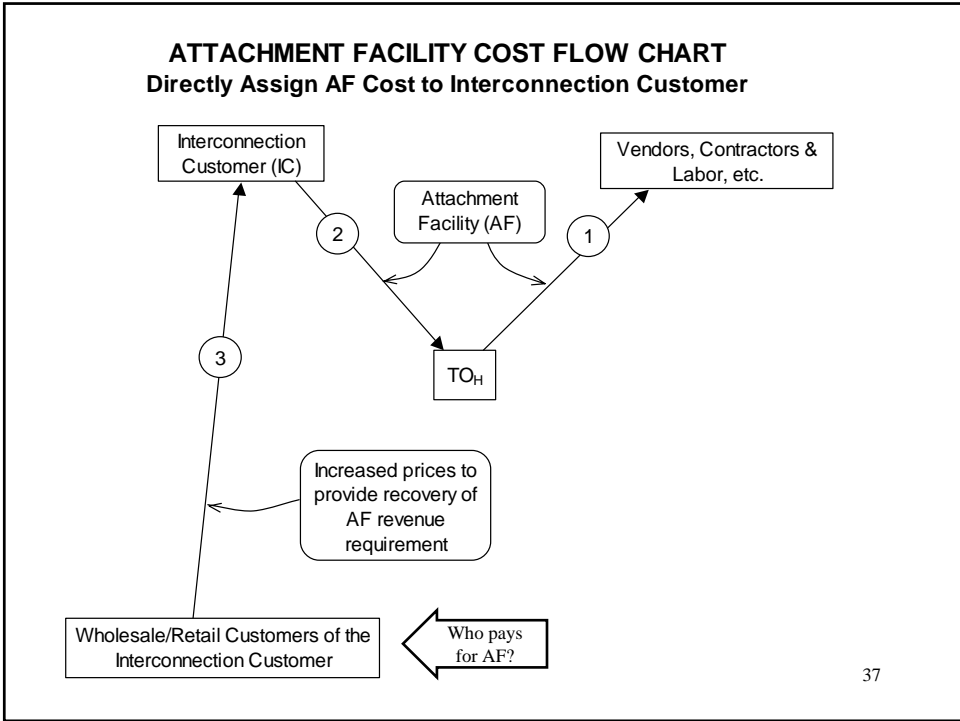 ATTACHMENT FACILITY COST FLOW CHART
Directly Assign AF Cost to Interconnection Customer
Interconnection
Customer (IC)
Vendors, Contractors &
Labor, etc.
Attachment
Facility (AF)
2
1
3
TOH
Increased prices to
provide recovery of
AF revenue
requirement
Wholesale/Retail Customers of the
Interconnection Customer
Who pays
for AF?
37